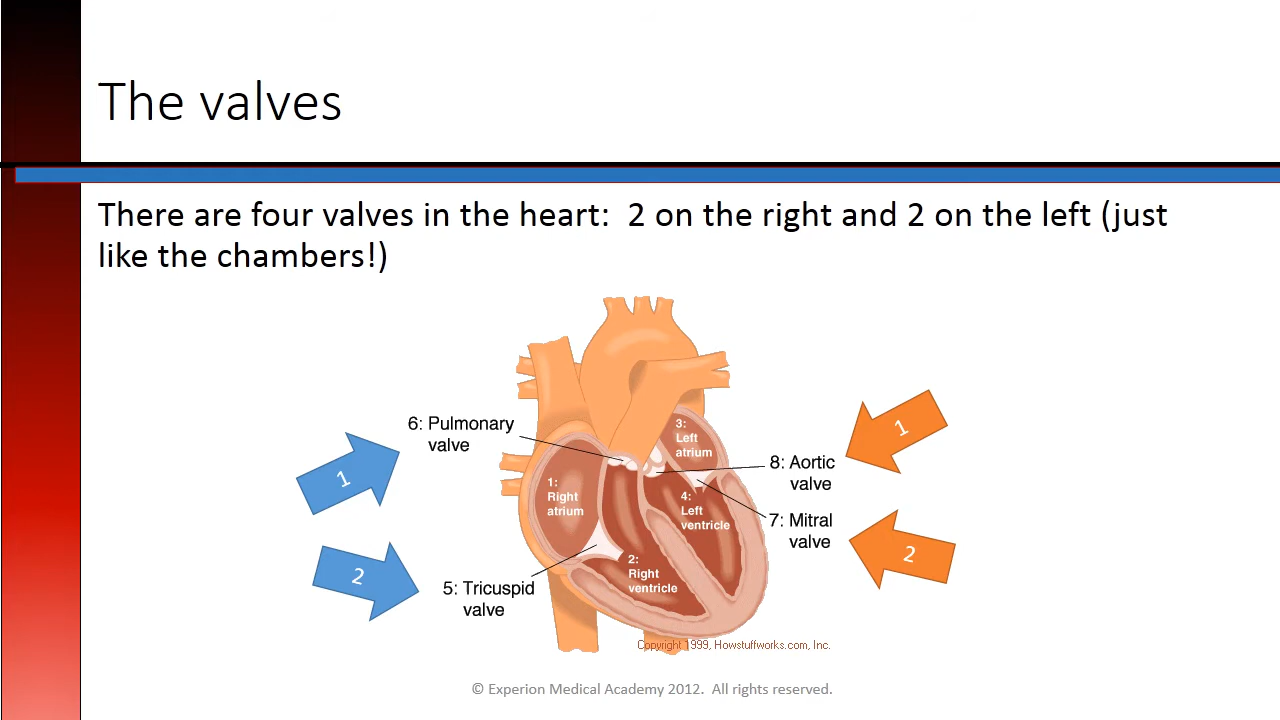 The valves
There are four valves in the heart:  2 on the right and 2 on the left (just
like the chambers!)
6: Pulmonary
valve
1
2
5: Tricuspid
valve
1:
Right
atrium
2:
Right
ventricle
3:
Left
atrium
4:
Left
ventricle
8: Aortic
valve
7: Mitral
valve
1
2
Copyright 1999, Howstuffworks.com, Inc.
© Experion Medical Academy 2012.  All rights reserved.